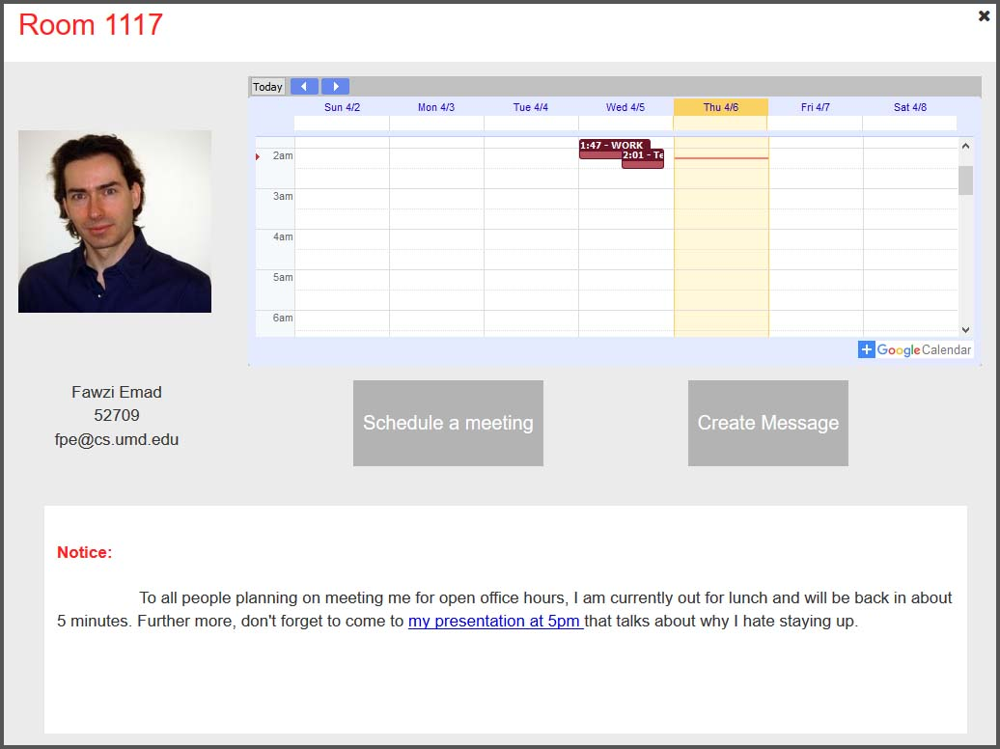 Room 1117
Today
Sun 4/2 Mon 4/3 Tue 4/4 Wed 4/5 Thu 4/6 Fri 4/7 Sat 4/8
1:47 - WORK
2am
2:01 - Te
3am
4am
5am
6am
Google Calendar
Fawzi Emad
52709
fpe@cs.umd.edu
Schedule a meeting
Create Message
Notice:
To all people planning on meeting me for open office hours, I am currently out for lunch and will be back in about
5 minutes. Further more, don't forget to come to my presentation at 5pm that talks about why I hate staying up.